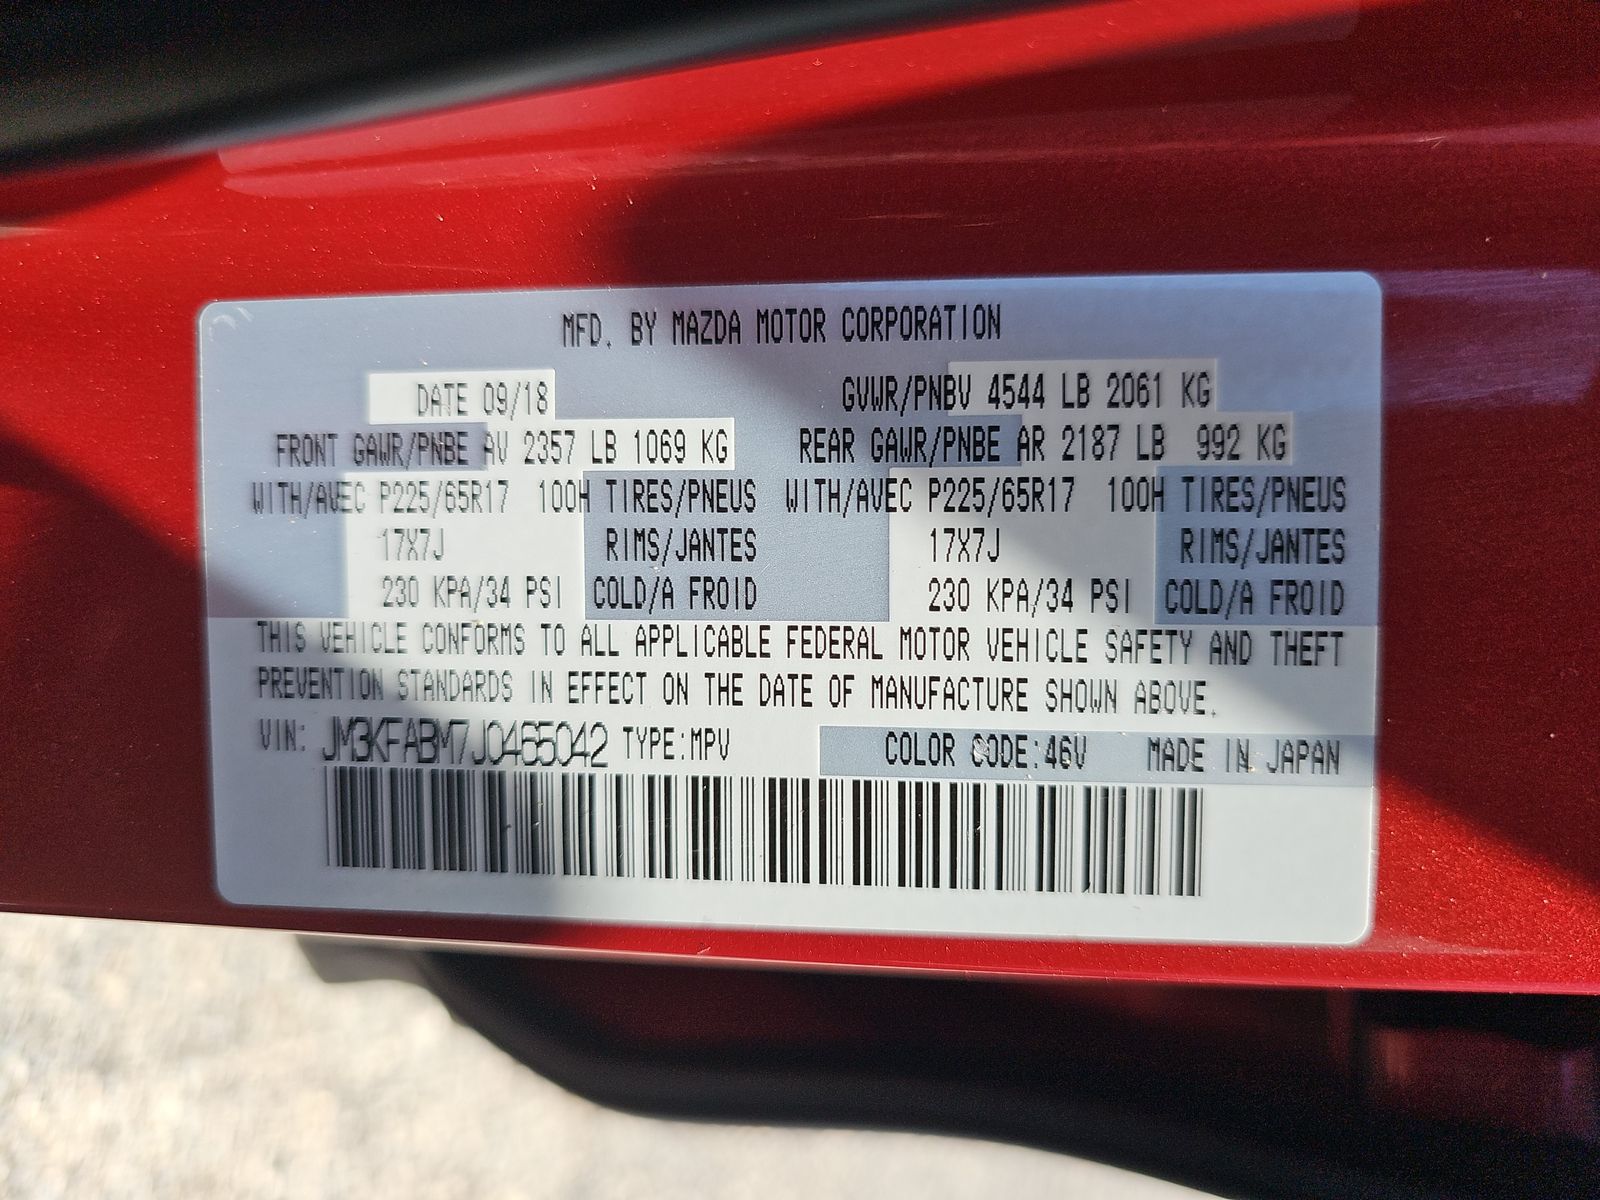 MFD. BY MAZDA MOTOR CORPORATION
DATE 09/18 GVWR/PNBV 4544 LB 2061 KG
FRONT GAWR/PNBE AV 2357 LB 1069 KG REAR GAWR/PNBE AR 2187 LB 992 KG
WITH/AVEC P225/65R17 100H TIRES/PNEUS WITH/AVEC P225/65R17 100H TIRES/PNEUS
17X7J RIMS/JANTES 17X7J RIMS/JANTES
230 KPA/34 PSI COLD/A FROID 230 KPA/34 PSI COLD/A FROID
THIS VEHICLE CONFORMS TO ALL APPLICABLE FEDERAL MOTOR VEHICLE SAFETY AND THEFT
PREVENTION STANDARDS IN EFFECT ON THE DATE OF MANUFACTURE SHOWN ABOVE.
VIN: JM3KFABM7J0465042 TYPE:MPV COLOR CODE:46V MADE IN JAPAN